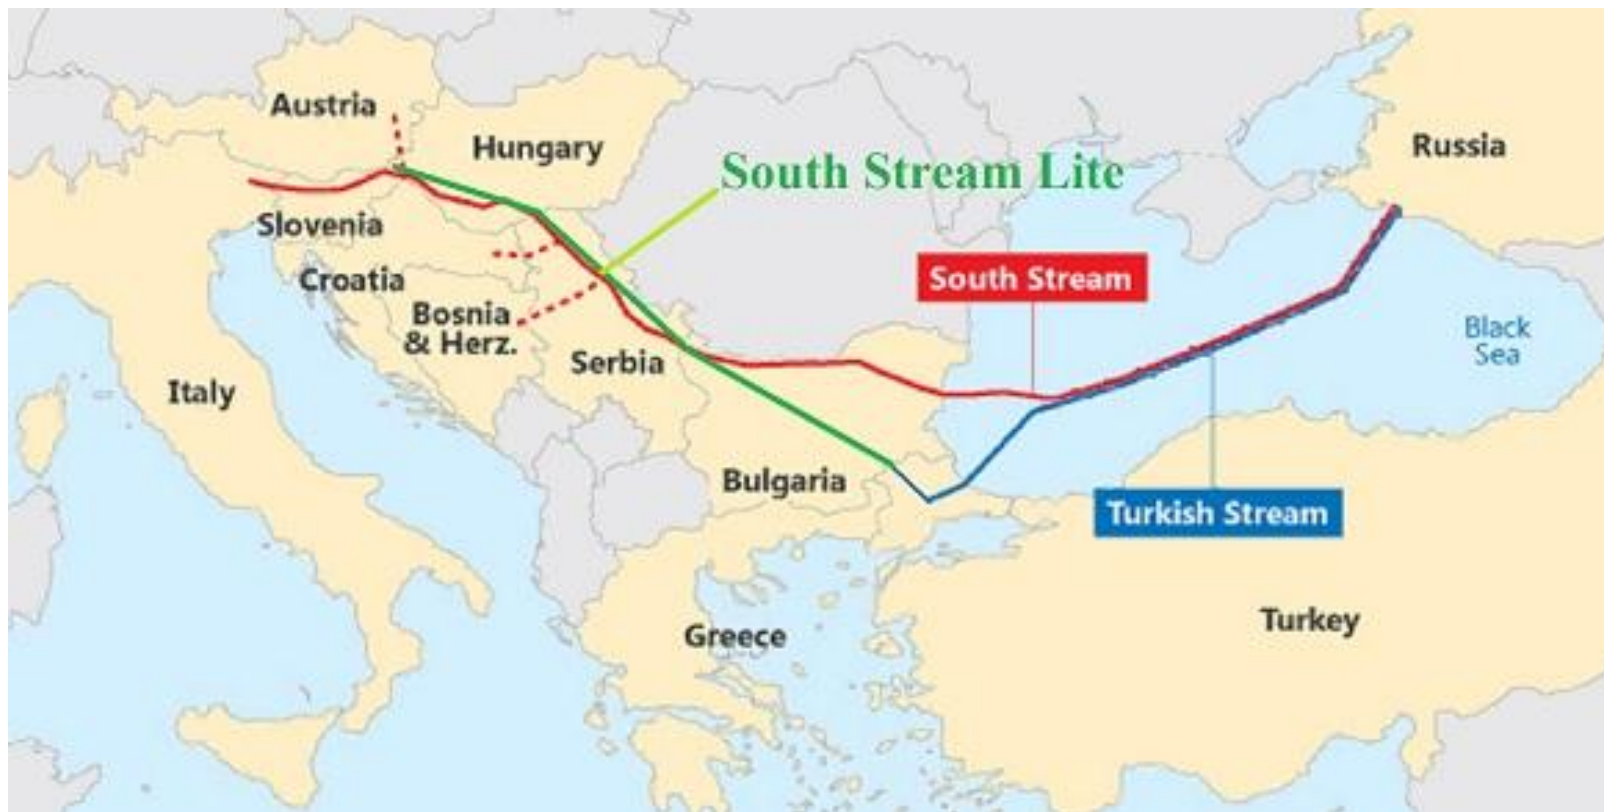 Austria
Hungary
Russia
South Stream Lite
Slovenia
Croatia
South Stream
Bosnia
& Herz.
Black
Sea
Serbia
Italy
Bulgaria
Turkish Stream
Turkey
Greece